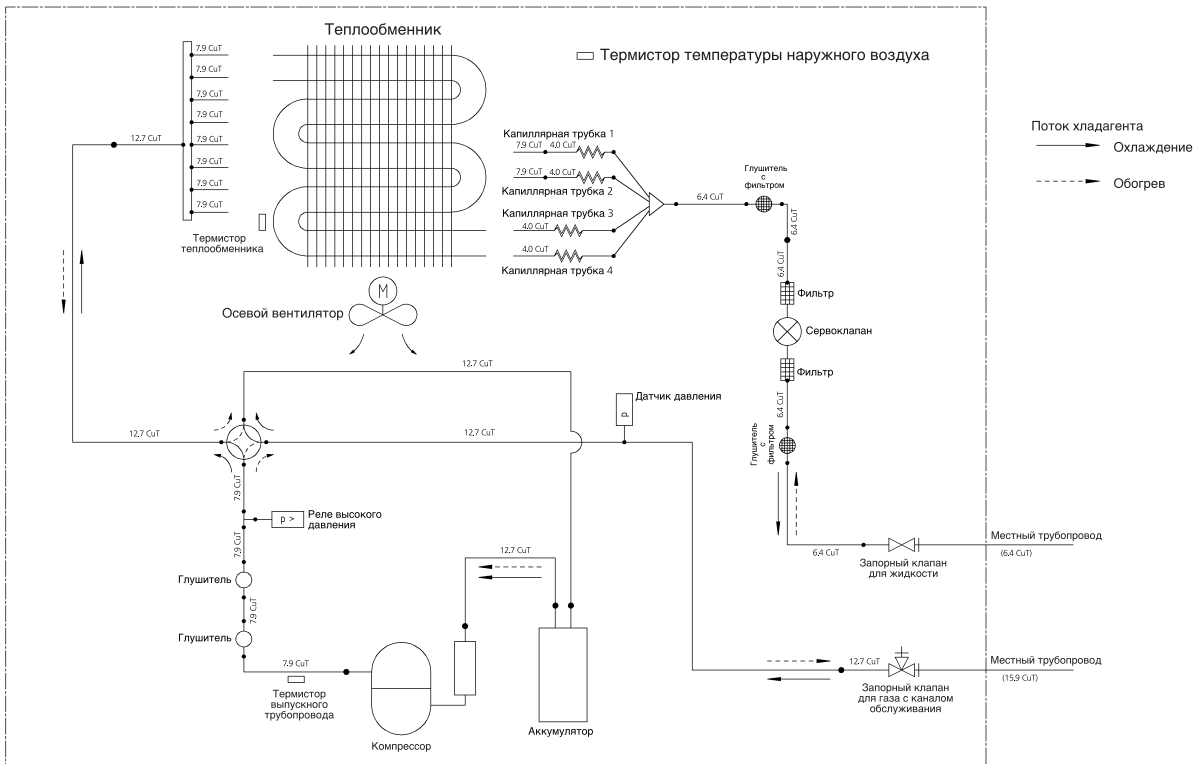 Теплообменник
Термистор температуры наружного воздуха
7.9 CuT
7.9 CuT
7.9 CuT
7.9 CuT
7.9 CuT
7.9 CuT
7.9 CuT
7.9 CuT
12.7 CuT
Термистор
теплообменника
Капиллярная трубка 1
7.9 CuT 4.0 CuT
7.9 CuT 4.0 CuT
Капиллярная трубка 2
Капиллярная трубка 3
4.0 CuT
4.0 CuT
Капиллярная трубка 4
6.4 CuT
Глушитель
с
фильтром
6.4 CuT
6.4 CuT
Фильтр
Сервоклапан
Фильтр
6.4 CuT
Глушитель
с
фильтром
Поток хладагента
Охлаждение
Обогрев
M
Осевой вентилятор
12.7 CuT
12.7 CuT
12.7 CuT
p
Датчик давления
7.9 CuT
p >
Реле высокого
давления
7.9 CuT
Глушитель
7.9 CuT
Глушитель
7.9 CuT
Термистор
выпускного
трубопровода
Компрессор
12.7 CuT
Аккумулятор
6.4 CuT
Запорный клапан
для жидкости
Местный трубопровод
(6.4 CuT)
12.7 CuT
Запорный клапан
для газа с каналом
обслуживания
Местный трубопровод
(15.9 CuT)